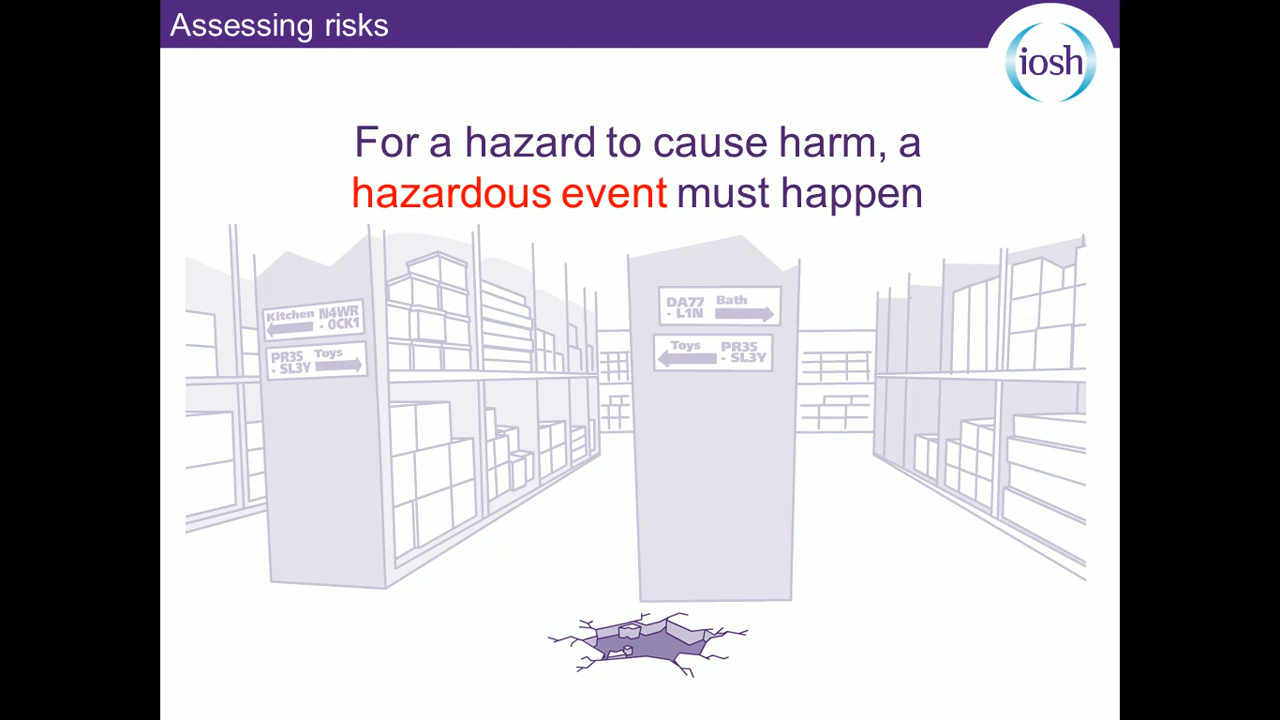 Assessing risks
iosh
For a hazard to cause harm, a
hazardous event must happen
Kitchen N4WR
- 0CK1
PR35 Toys
- SL3Y
DA77 Bath
- L1N
Toys PR35
- SL3Y